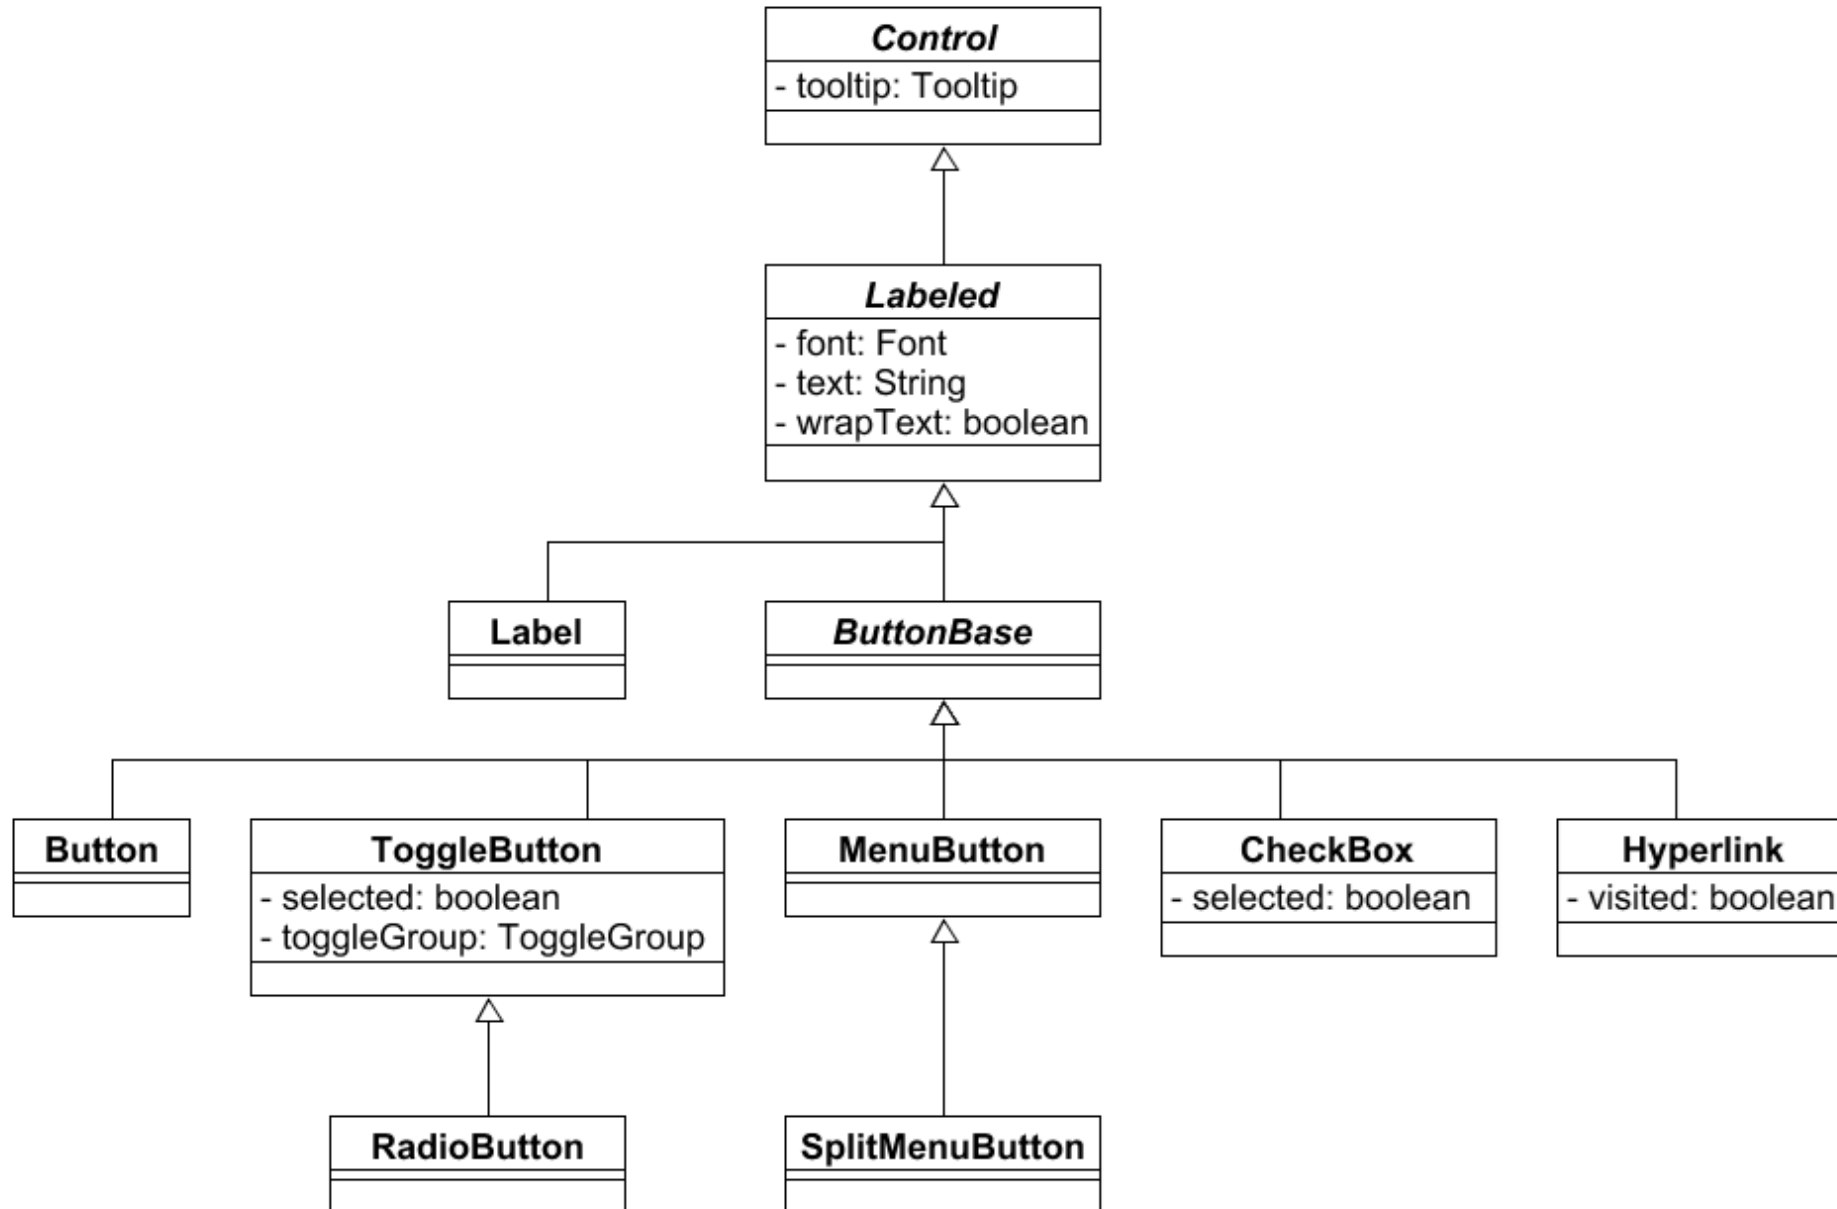 Control
- tooltip: Tooltip
Labeled
- font: Font
- text: String
- wrapText: boolean
Label
ButtonBase
Button
ToggleButton
- selected: boolean
- toggleGroup: ToggleGroup
MenuButton
CheckBox
- selected: boolean
Hyperlink
- visited: boolean
RadioButton
SplitMenuButton